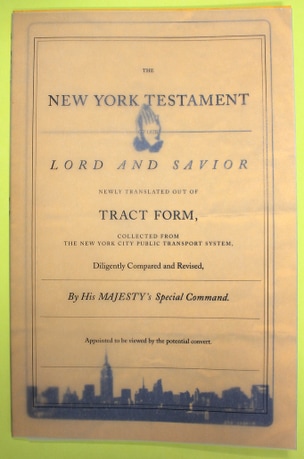 THE
NEW YORK TESTAMENT
LORD AND SAVIOR
NEWLY TRANSLATED OUT OF
TRACT FORM,
COLLECTED FROM
THE NEW YORK CITY PUBLIC TRANSPORT SYSTEM,
Diligently Compared and Revised,
By His MAJESTY's Special Command.
Appointed to be viewed by the potential convert.